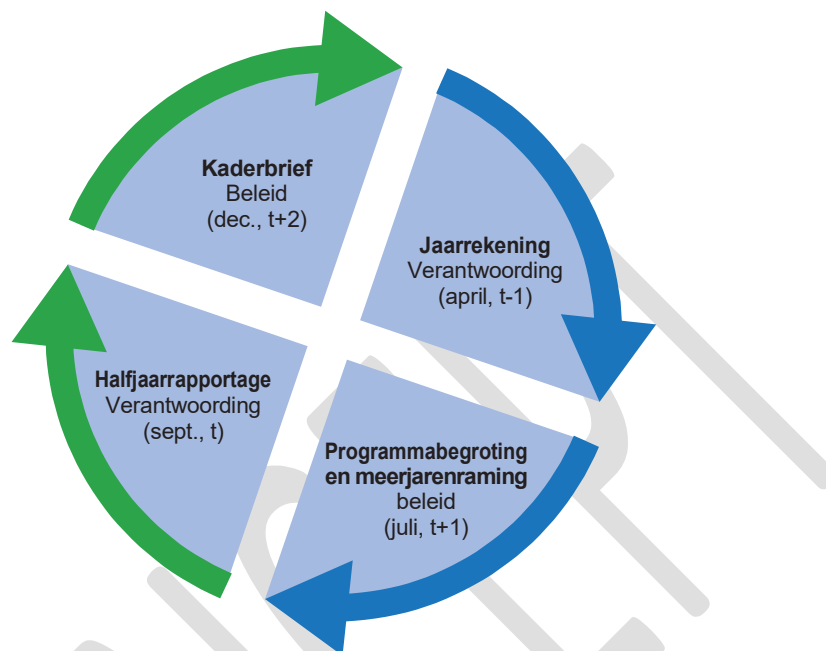 Kaderbrief
Beleid
(dec., t+2)
Jaarrekening
Verantwoording
(april, t-1)
Programmabegroting
en meerjarenraming
beleid
(juli, t+1)
Halfjaarrapportage
Verantwoording
(sept., t)